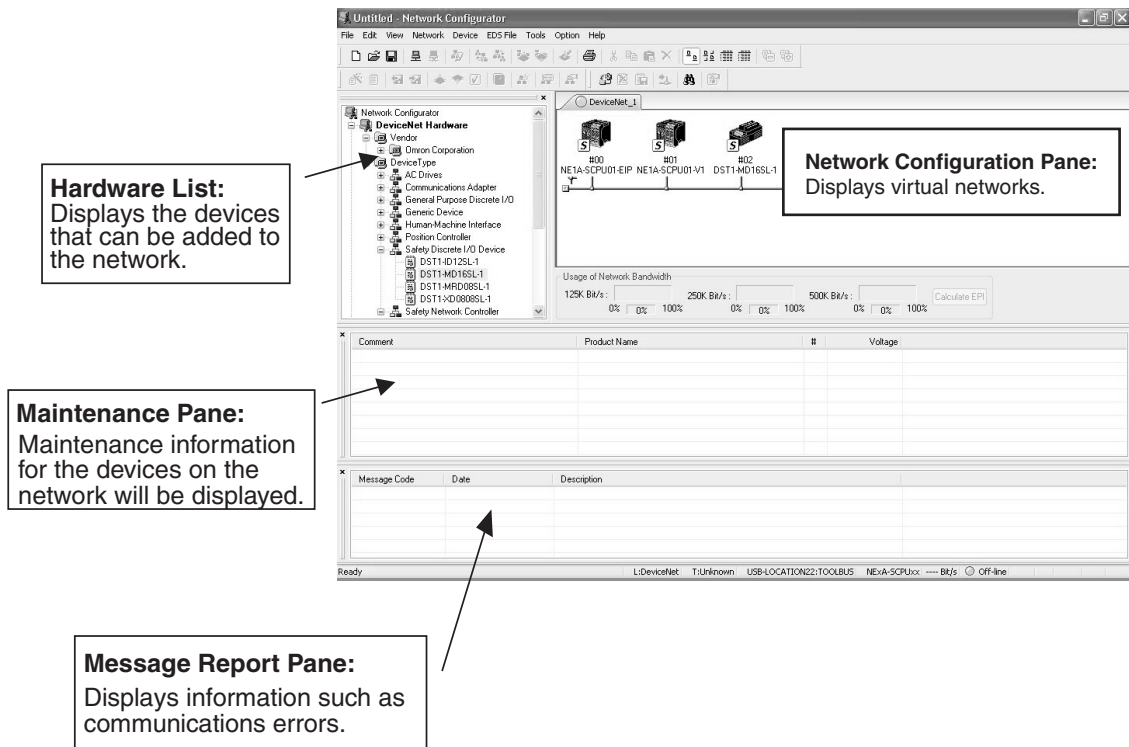 Untitled - Network Configurator
File Edit View Network Device EDS File Tools Option Help
Network Configurator
DeviceNet Hardware
Vendor
Omron Corporation
DeviceType
AC Drives
Communications Adapter
General Purpose Discrete I/O
Generic Device
Human-Machine Interface
Position Controller
Safety Discrete I/O Device
DST1-ID12SL-1
DST1-MD16SL-1
DST1-MRD08SL-1
DST1-XD0808SL-1
Safety Network Controller
DeviceNet_1
#00 #01 #02
NE1A-SCPU01-EIP NE1A-SCPU01-V1 DST1-MD16SL-1
Network Configuration Pane:
Displays virtual networks.
Usage of Network Bandwidth
125K Bit/s : 250K Bit/s : 500K Bit/s : Calculate EPI
0% 0% 100% 0% 0% 100% 0% 0% 100%
Hardware List:
Displays the devices
that can be added to
the network.
Comment Product Name # Voltage
Maintenance Pane:
Maintenance information
for the devices on the
network will be displayed.
Message Code Date Description
Ready L:DeviceNet T:Unknown USB-LOCATION22:TOOLBUS NExA-SCPUxx ---- Bit/s Off-line
Message Report Pane:
Displays information such as
communications errors.